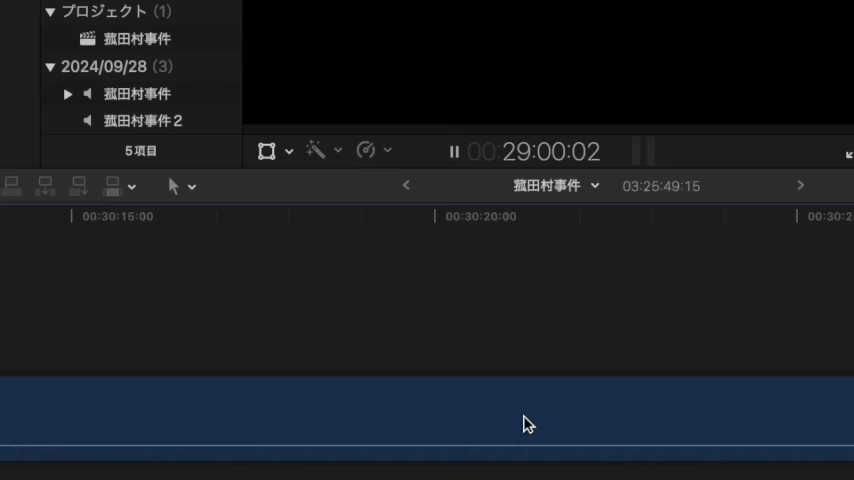 プロジェクト (1)
菰田村事件
2024/09/28 (3)
菰田村事件
菰田村事件 2
5項目
00:29:00:02
菰田村事件
03:25:49:15
00:30:15:00
00:30:20:00
00:30:2